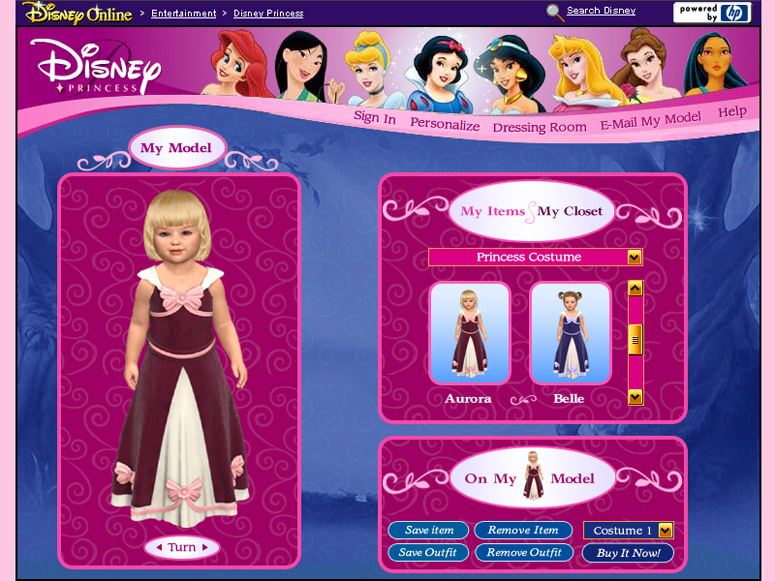 Disney Online > Entertainment > Disney Princess
Search Disney
powered by hp
Disney
PRINCESS
Sign In Personalize Dressing Room E-Mail My Model Help
My Model
Turn
My Items My Closet
Princess Costume
Aurora Belle
On My Model
Save item Remove Item Costume 1
Save Outfit Remove Outfit Buy It Now!